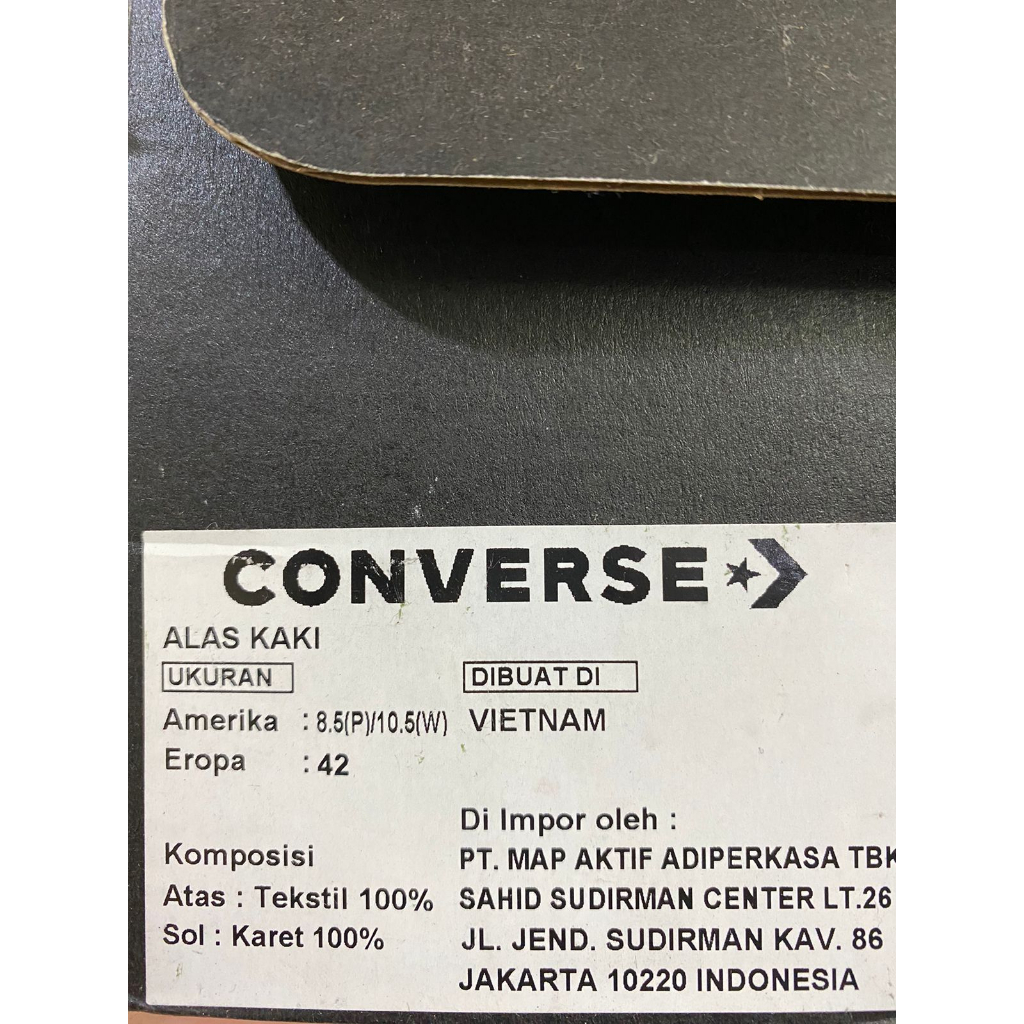 CONVERSE
ALAS KAKI
UKURAN
Amerika : 8.5(P)/10.5(W)
Eropa : 42
DIBUAT DI
VIETNAM
Komposisi
Atas : Tekstil 100%
Sol : Karet 100%
Di Impor oleh :
PT. MAP AKTIF ADIPERKASA TBK
SAHID SUDIRMAN CENTER LT.26
JL. JEND. SUDIRMAN KAV. 86
JAKARTA 10220 INDONESIA